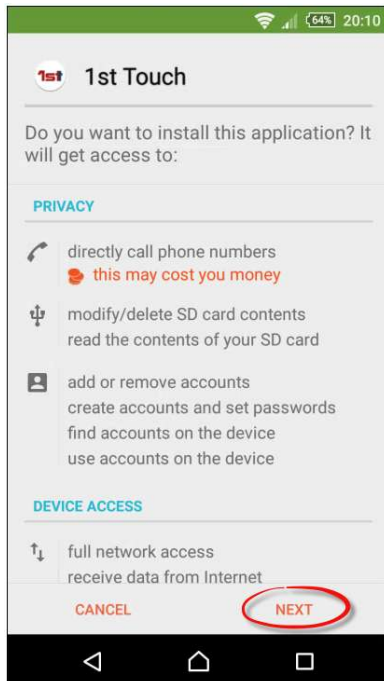 64% 20:10
1st 1st Touch
Do you want to install this application? It
will get access to:
PRIVACY
directly call phone numbers
this may cost you money
modify/delete SD card contents
read the contents of your SD card
add or remove accounts
create accounts and set passwords
find accounts on the device
use accounts on the device
DEVICE ACCESS
full network access
receive data from Internet
CANCEL NEXT